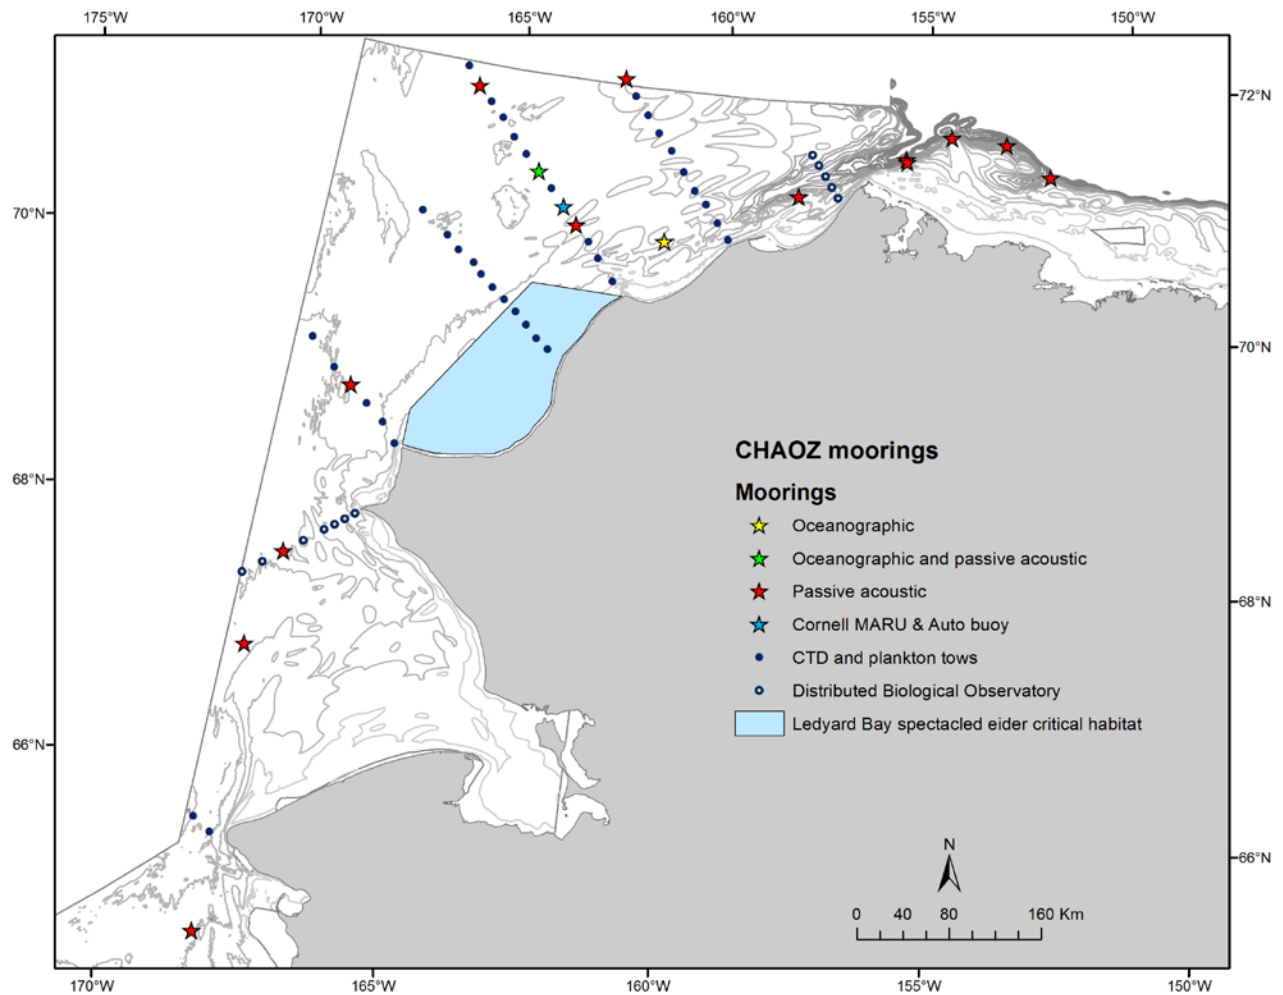 175°W 170°W 165°W 160°W 155°W 150°W
72°N
70°N
70°N
68°N
68°N
66°N
66°N
CHAOZ moorings
Moorings
Oceanographic
Oceanographic and passive acoustic
Passive acoustic
Cornell MARU & Auto buoy
CTD and plankton tows
Distributed Biological Observatory
Ledyard Bay spectacled eider critical habitat
N
0 40 80 160 Km
170°W 165°W 160°W 155°W 150°W